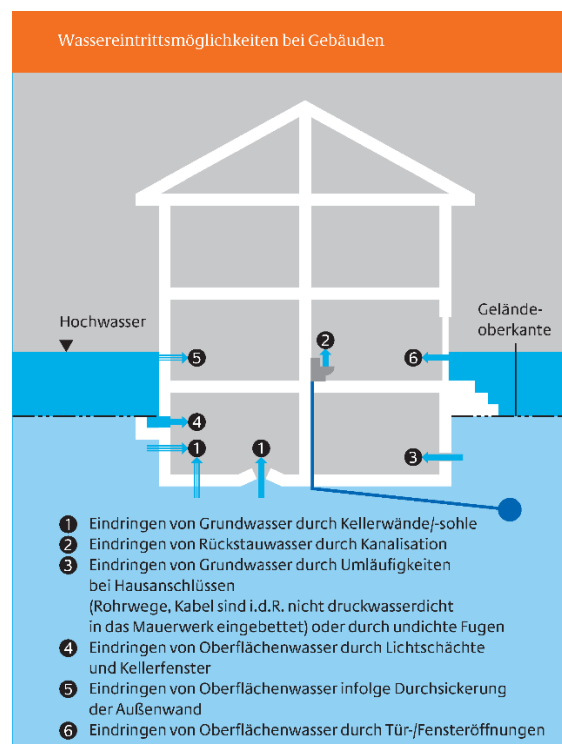 Wassereintrittsmöglichkeiten bei Gebäuden
Hochwasser
Gelände-
oberkante
2
5
6
4
1
1
3
1 Eindringen von Grundwasser durch Kellerwände/-sohle
2 Eindringen von Rückstauwasser durch Kanalisation
3 Eindringen von Grundwasser durch Umläufigkeiten
bei Hausanschlüssen
(Rohrwege, Kabel sind i.d.R. nicht druckwasserdicht
in das Mauerwerk eingebettet) oder durch undichte Fugen
4 Eindringen von Oberflächenwasser durch Lichtschächte
und Kellerfenster
5 Eindringen von Oberflächenwasser infolge Durchsickerung
der Außenwand
6 Eindringen von Oberflächenwasser durch Tür-/Fensteröffnungen